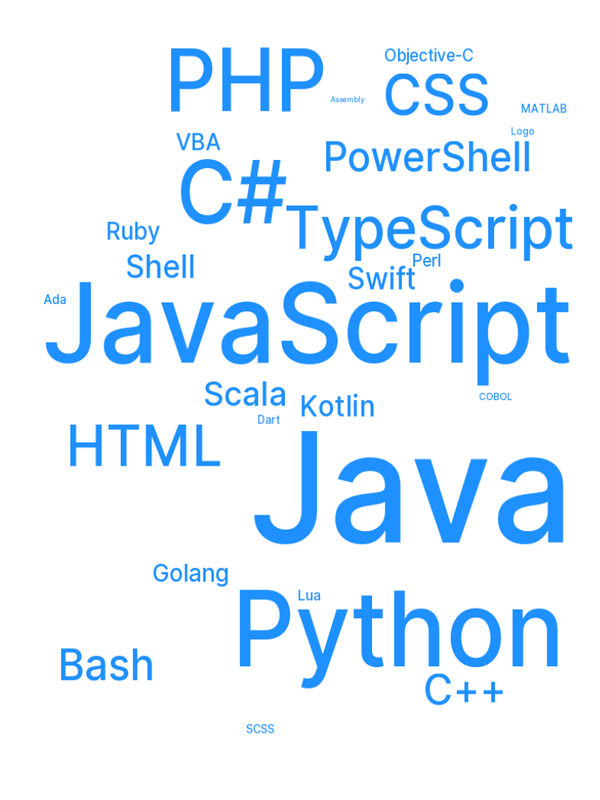 PHP
Objective-C
Assembly
CSS
MATLAB
Logo
VBA
PowerShell
C#
TypeScript
Ruby
Perl
Shell
Swift
Ada
JavaScript
Scala
COBOL
Kotlin
Dart
HTML
Java
Golang
Lua
Python
Bash
C++
SCSS